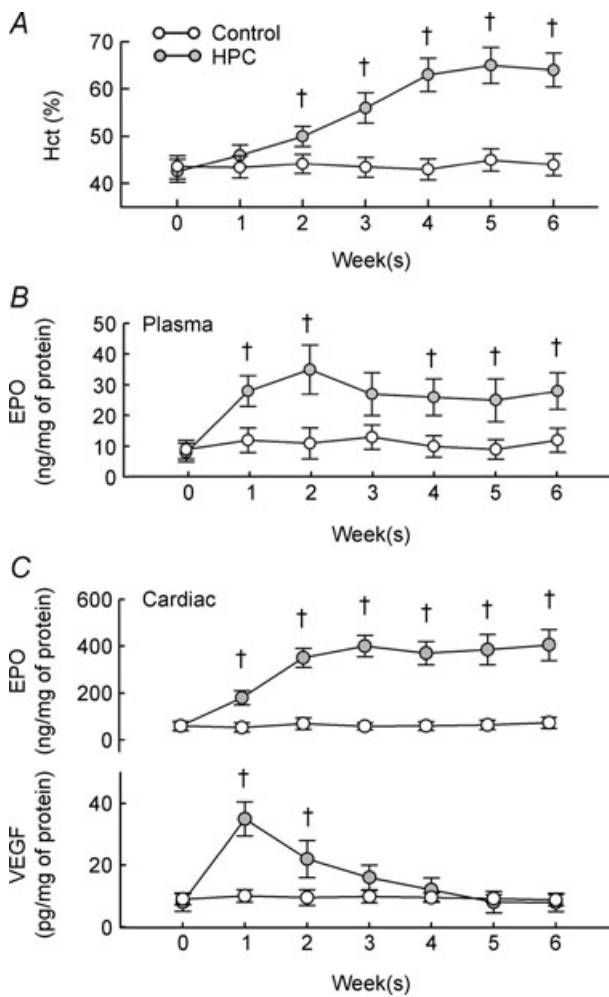 A
Control
HPC
† † † † †
70
60
50
40
Hct (%)
0 1 2 3 4 5 6
Week(s)
B
Plasma
† † † † †
50
40
30
20
10
0
EPO
(ng/mg of protein)
0 1 2 3 4 5 6
Week(s)
C
Cardiac
† † † † † †
600
400
200
0
EPO
(ng/mg of protein)
† †
40
20
0
VEGF
(pg/mg of protein)
0 1 2 3 4 5 6
Week(s)